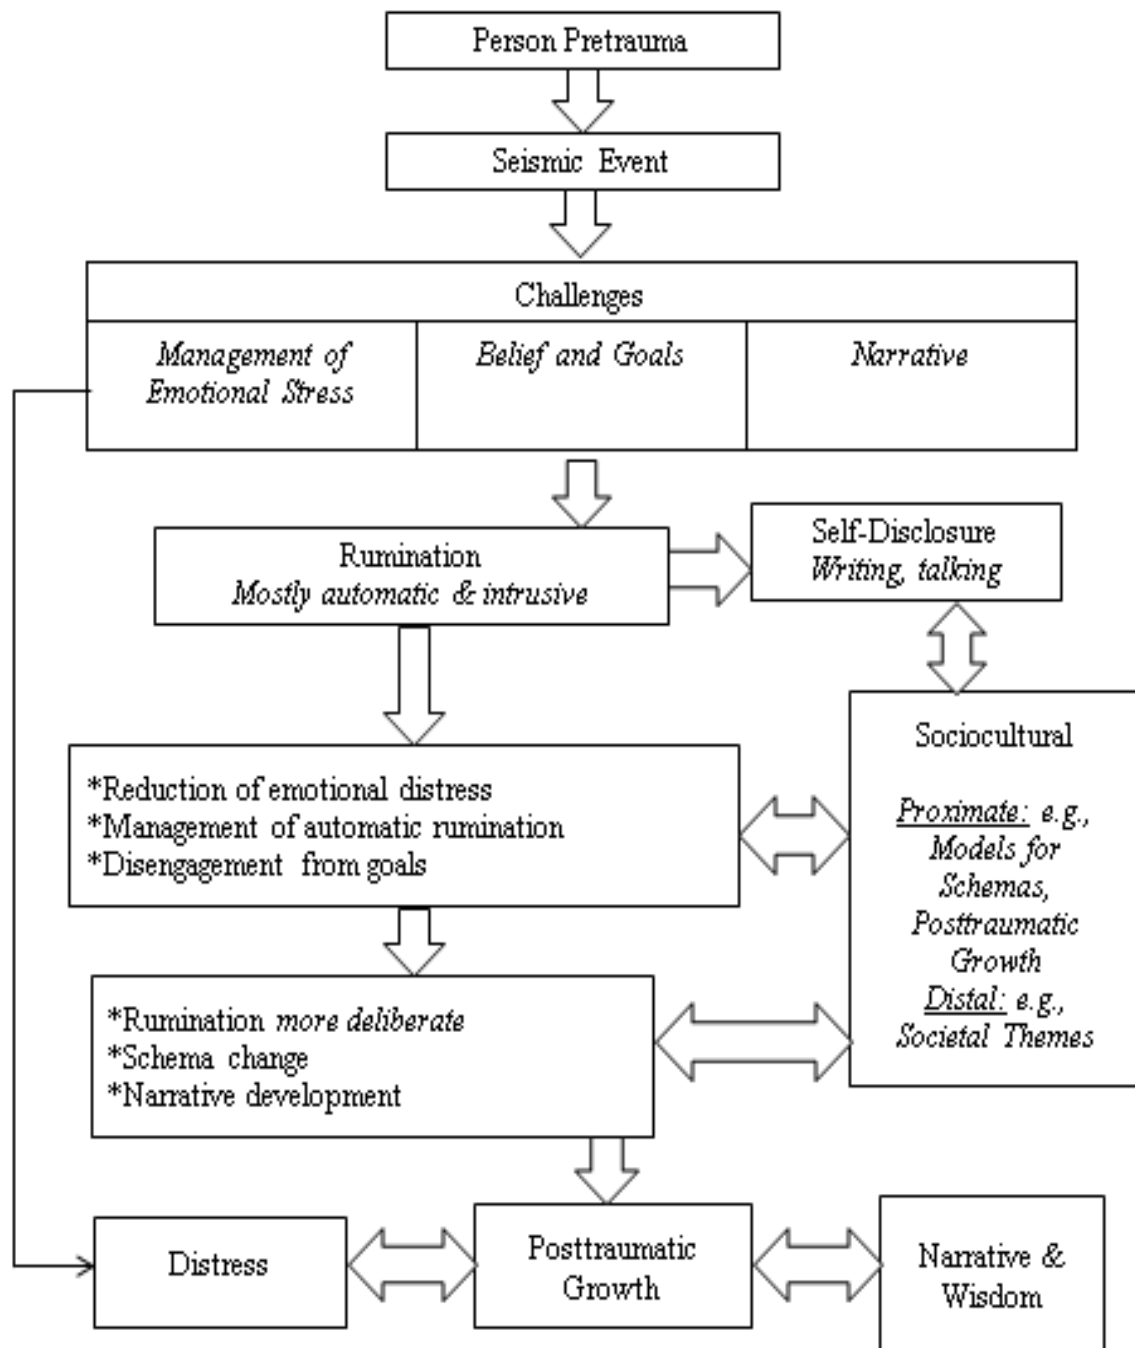 Person Pretrauma
Seismic Event
Challenges
Management of
Emotional Stress
Belief and Goals
Narrative
Rumination
Mostly automatic & intrusive
Self-Disclosure
Writing, talking
*Reduction of emotional distress
*Management of automatic rumination
*Disengagement from goals
Sociocultural
Proximate: e.g.,
Models for
Schemas,
Posttraumatic
Growth
Distal: e.g.,
Societal Themes
*Rumination more deliberate
*Schema change
*Narrative development
Distress
Posttraumatic
Growth
Narrative &
Wisdom